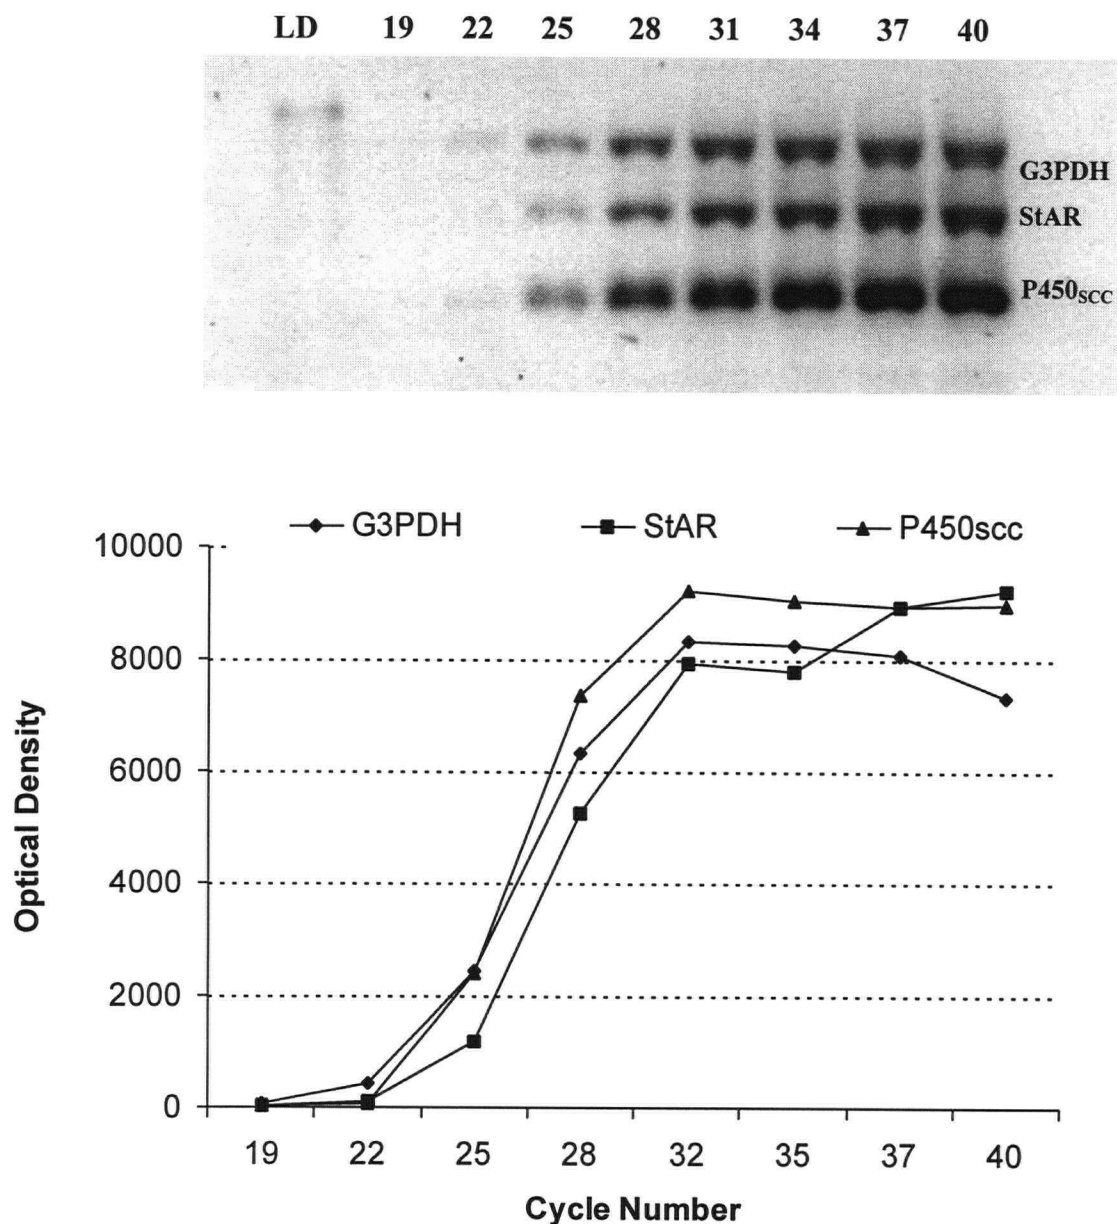 LD 19 22 25 28 31 34 37 40
G3PDH
StAR
P450SCC
G3PDH StAR P450scc
10000
8000
6000
4000
2000
0
19 22 25 28 32 35 37 40
Optical Density
Cycle Number